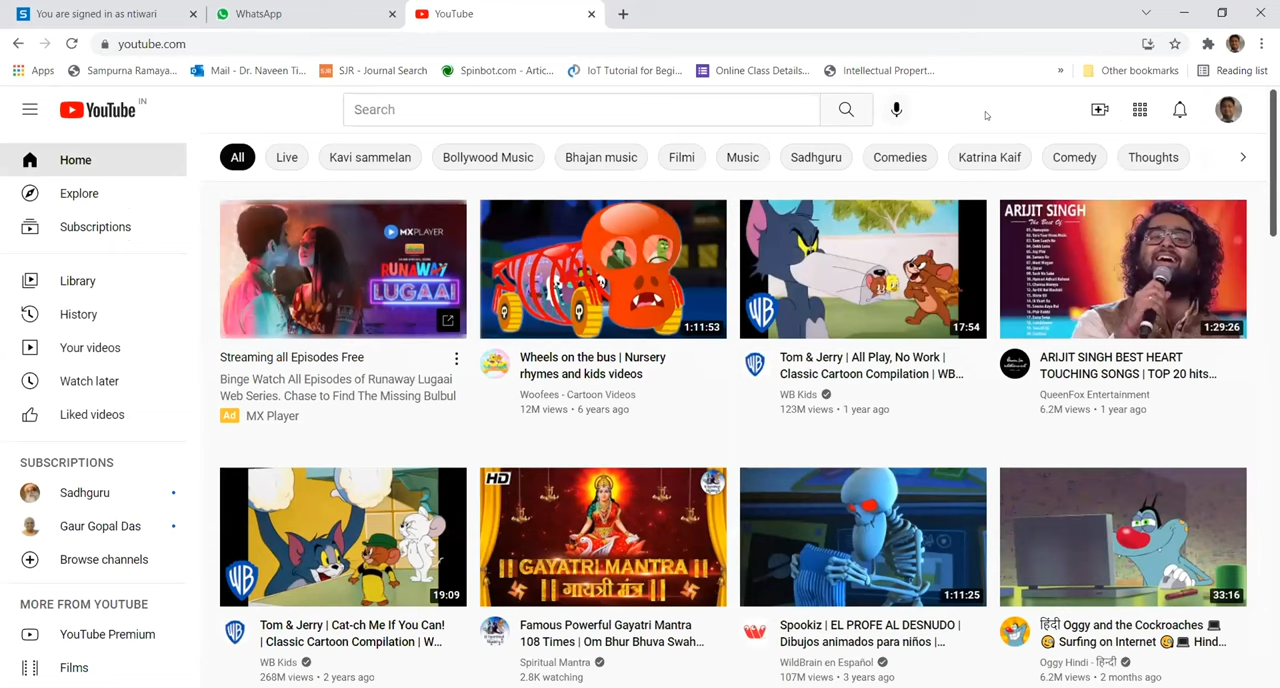 You are signed in as ntiwari
WhatsApp
YouTube
youtube.com
Apps
Sampurna Ramaya...
Mail - Dr. Naveen Ti...
SJR - Journal Search
Spinbot.com - Artic...
IoT Tutorial for Begi...
Online Class Details...
Intellectual Propert...
»
Other bookmarks
Reading list
YouTube IN
Search
Home
Explore
Subscriptions
Library
History
Your videos
Watch later
Liked videos
SUBSCRIPTIONS
Sadhguru
Gaur Gopal Das
Browse channels
MORE FROM YOUTUBE
YouTube Premium
Films
All
Live
Kavi sammelan
Bollywood Music
Bhajan music
Filmi
Music
Sadhguru
Comedies
Katrina Kaif
Comedy
Thoughts
MXPLAYER
RUNAWAY
LUGAAI
Streaming all Episodes Free
Binge Watch All Episodes of Runaway Lugaai
Web Series. Chase to Find The Missing Bulbul
Ad MX Player
1:11:53
Wheels on the bus | Nursery
rhymes and kids videos
Woofees - Cartoon Videos
12M views • 6 years ago
WB
17:54
Tom & Jerry | All Play, No Work |
Classic Cartoon Compilation | WB...
WB Kids
123M views • 1 year ago
ARIJIT SINGH
The Best Of
1:29:26
ARIJIT SINGH BEST HEART
TOUCHING SONGS | TOP 20 hits...
QueenFox Entertainment
6.2M views • 1 year ago
WB
19:09
Tom & Jerry | Cat-ch Me If You Can!
| Classic Cartoon Compilation | W...
WB Kids
268M views • 2 years ago
HD
|| GAYATRI MANTRA ||
|| गायत्री मंत्र ||
Famous Powerful Gayatri Mantra
108 Times | Om Bhur Bhuva Swah...
Spiritual Mantra
2.8K watching
1:11:25
Spookiz | EL PROFE AL DESNUDO |
Dibujos animados para niños |...
WildBrain en Español
107M views • 3 years ago
33:16
हिंदी Oggy and the Cockroaches 💻
😋 Surfing on Internet 😋💻 Hind...
Oggy Hindi - हिन्दी
6.2M views • 2 months ago